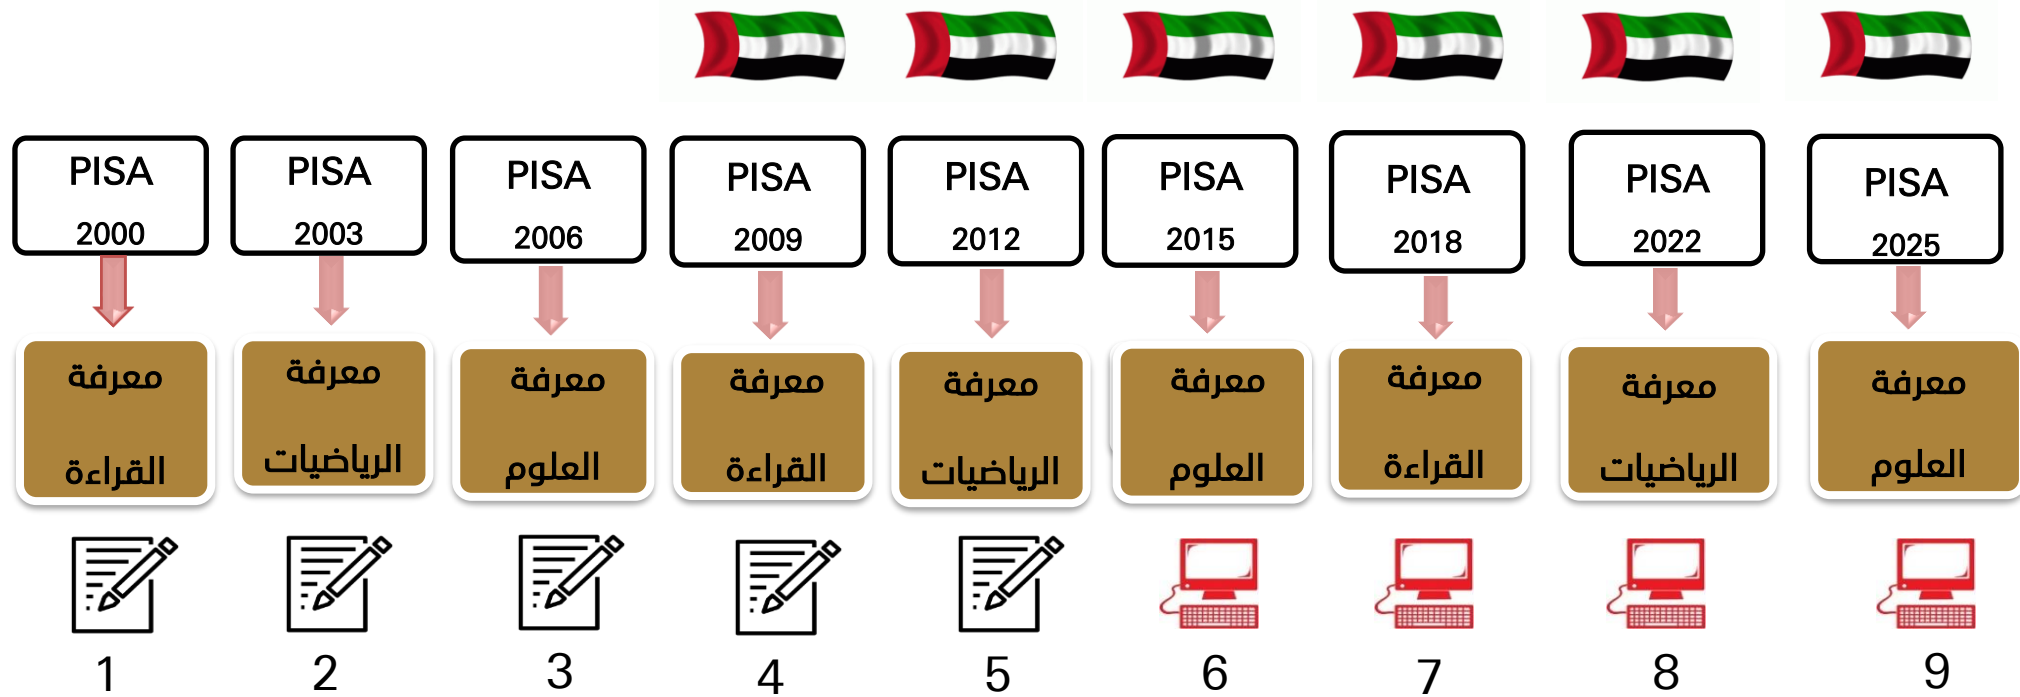 PISA
2000
PISA
2003
PISA
2006
PISA
2009
PISA
2012
PISA
2015
PISA
2018
PISA
2022
PISA
2025
معرفة
القراءة
معرفة
الرياضيات
معرفة
العلوم
معرفة
القراءة
معرفة
الرياضيات
معرفة
العلوم
معرفة
القراءة
معرفة
الرياضيات
معرفة
العلوم
1
2
3
4
5
6
7
8
9